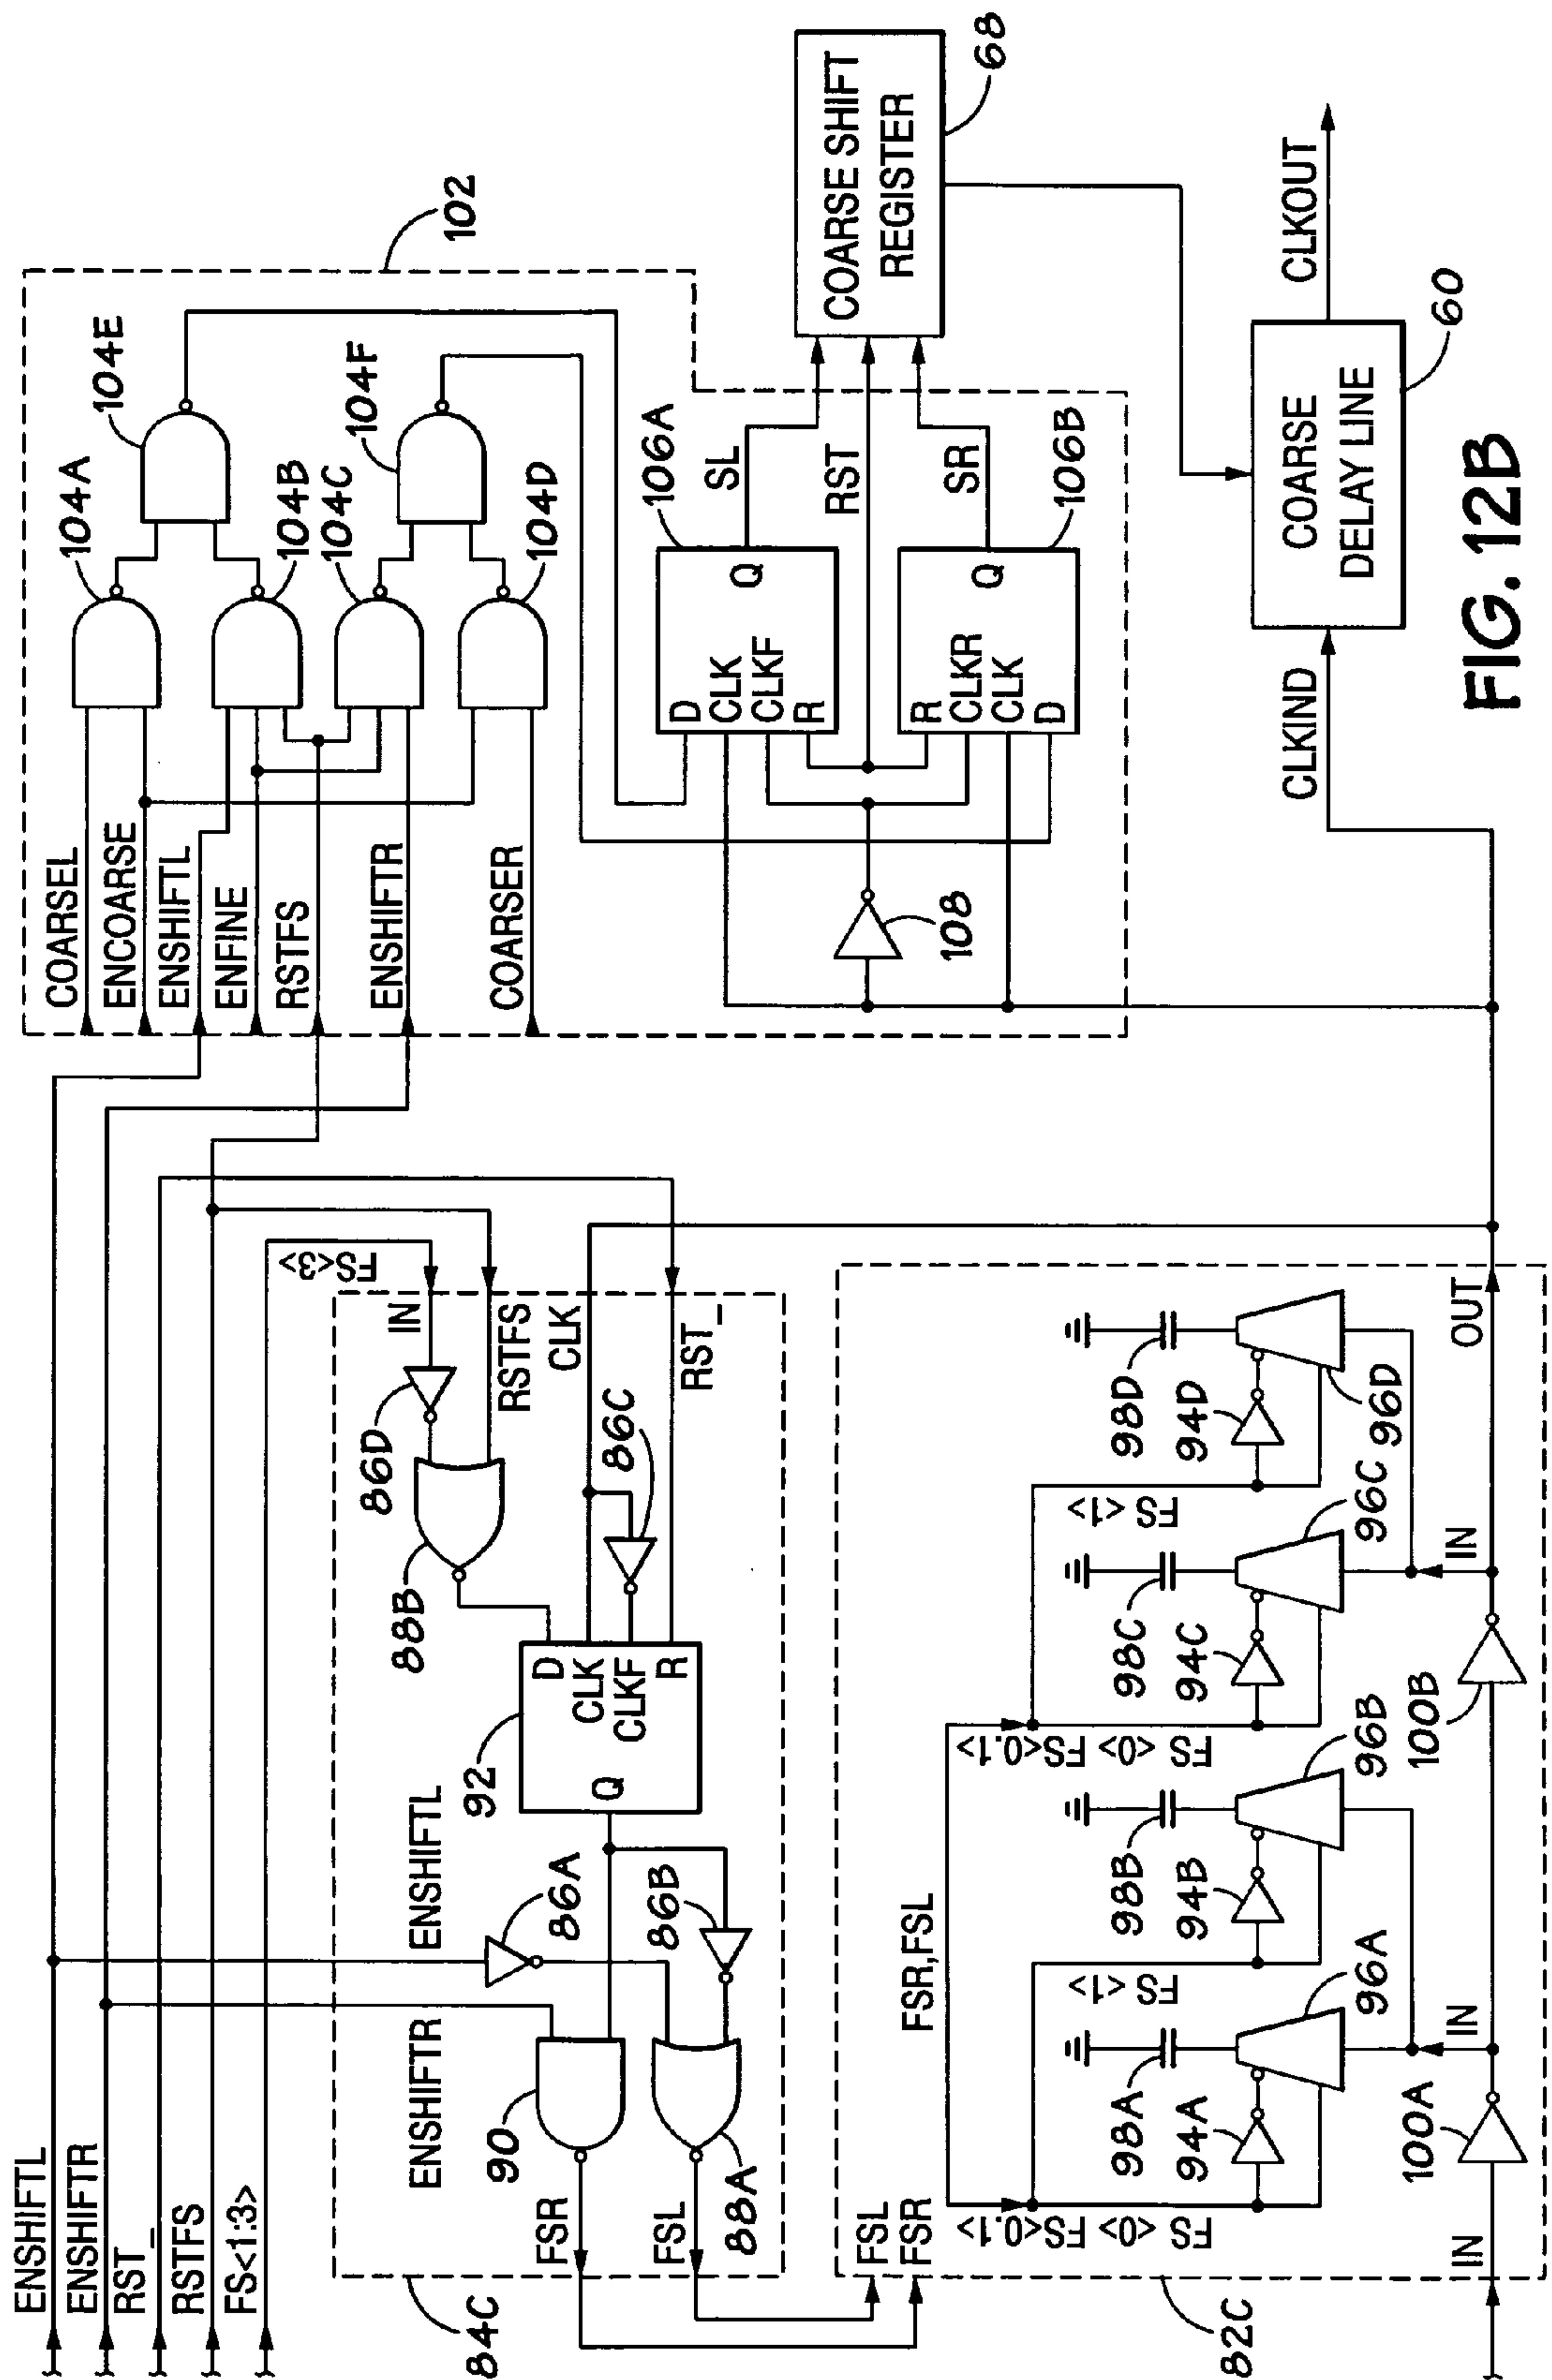 ENSHIFTL
ENSHIFTR
RST_
RSTFS
FS<1:3>
84C
ENSHIFTR
ENSHIFTL
90
FSR
FSL
88A
86A
86B
92
Q
D
CLK
CLKF
R
88B
86D
86C
FS<3>
IN
RSTFS
CLK
RST_
FSL
FSR
82C
IN
FSR,FSL
FS<0.1>
FS <0>
FS <1>
98A
94A
96A
100A
IN
98B
94B
96B
FS<0.1>
FS <0>
FS <1>
98C
94C
96C
100B
IN
98D
94D
96D
OUT
102
COARSEL
ENCOARSE
ENSHIFTL
ENFINE
RSTFS
ENSHIFTR
COARSER
104A
104B
104C
104D
104E
104F
106A
D
CLK
CLKF
R
Q
SL
RST
SR
R
CLKR
CLK
D
Q
106B
108
COARSE SHIFT
REGISTER
68
CLKIND
COARSE
DELAY LINE
60
CLKOUT
FIG. 12B